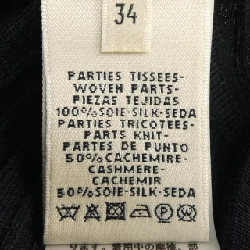 34
PARTIES TISSEES-
WOVEN PARTS-
PIEZAS TEJIDAS
100%SOIE-SILK-SEDA
PARTIES TRICOTEES-
PARTS KNIT-
PARTES DE PUNTO
50%CACHEMIRE-
CASHMERE-
CACHEMIR
50%SOIE-SILK-SEDA